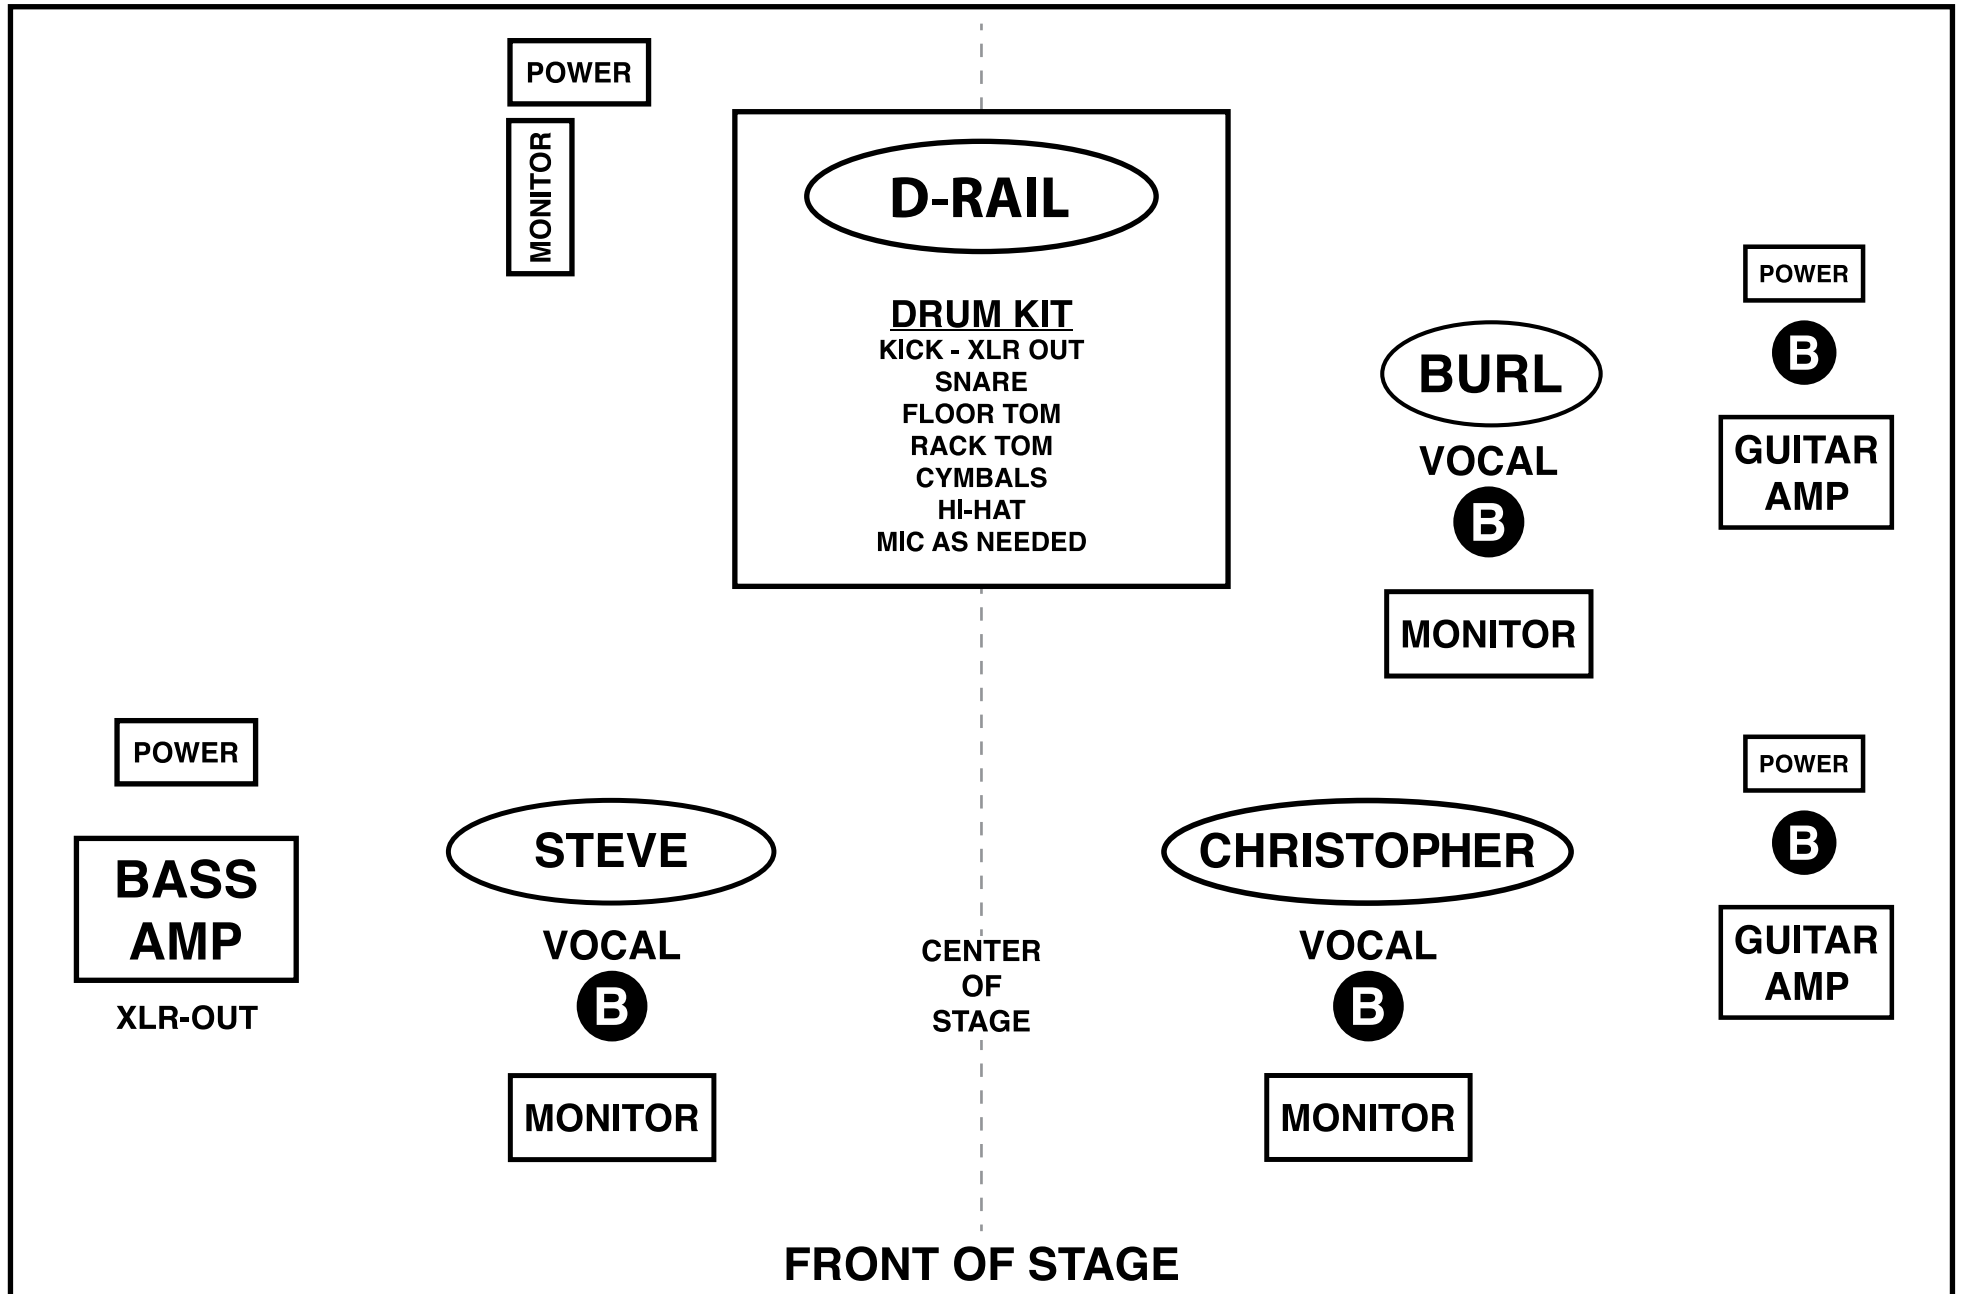 POWER
MONITOR
D-RAIL
DRUM KIT
KICK - XLR OUT
SNARE
FLOOR TOM
RACK TOM
CYMBALS
HI-HAT
MIC AS NEEDED
BURL
VOCAL
B
MONITOR
POWER
B
GUITAR
AMP
POWER
BASS
AMP
XLR-OUT
STEVE
VOCAL
B
MONITOR
CENTER
OF
STAGE
CHRISTOPHER
VOCAL
B
MONITOR
POWER
B
GUITAR
AMP
FRONT OF STAGE